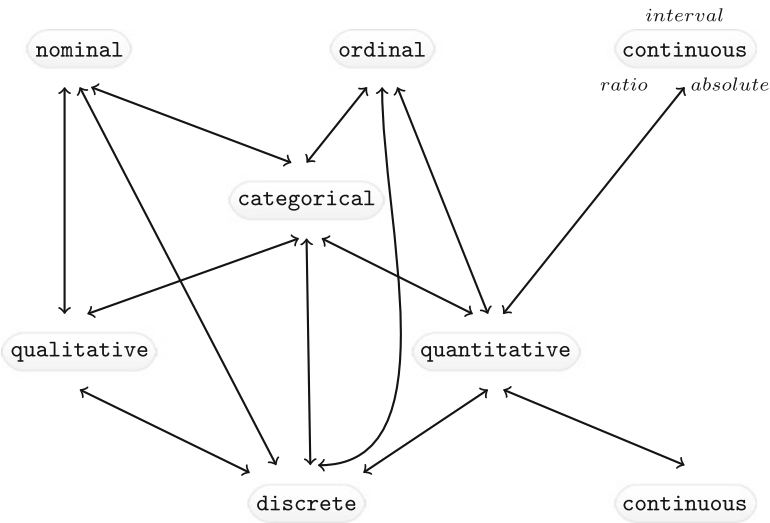 interval
nominal
ordinal
continuous
ratio
absolute
categorical
qualitative
quantitative
discrete
continuous